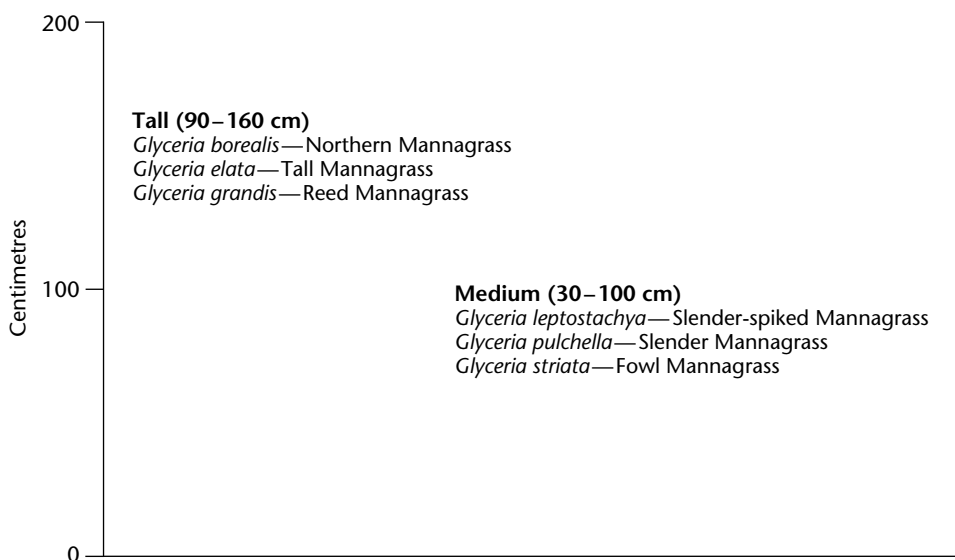 200
Tall (90–160 cm)
Glyceria borealis—Northern Mannagrass
Glyceria elata—Tall Mannagrass
Glyceria grandis—Reed Mannagrass
Centimetres
100
Medium (30–100 cm)
Glyceria leptostachya—Slender-spiked Mannagrass
Glyceria pulchella—Slender Mannagrass
Glyceria striata—Fowl Mannagrass
0